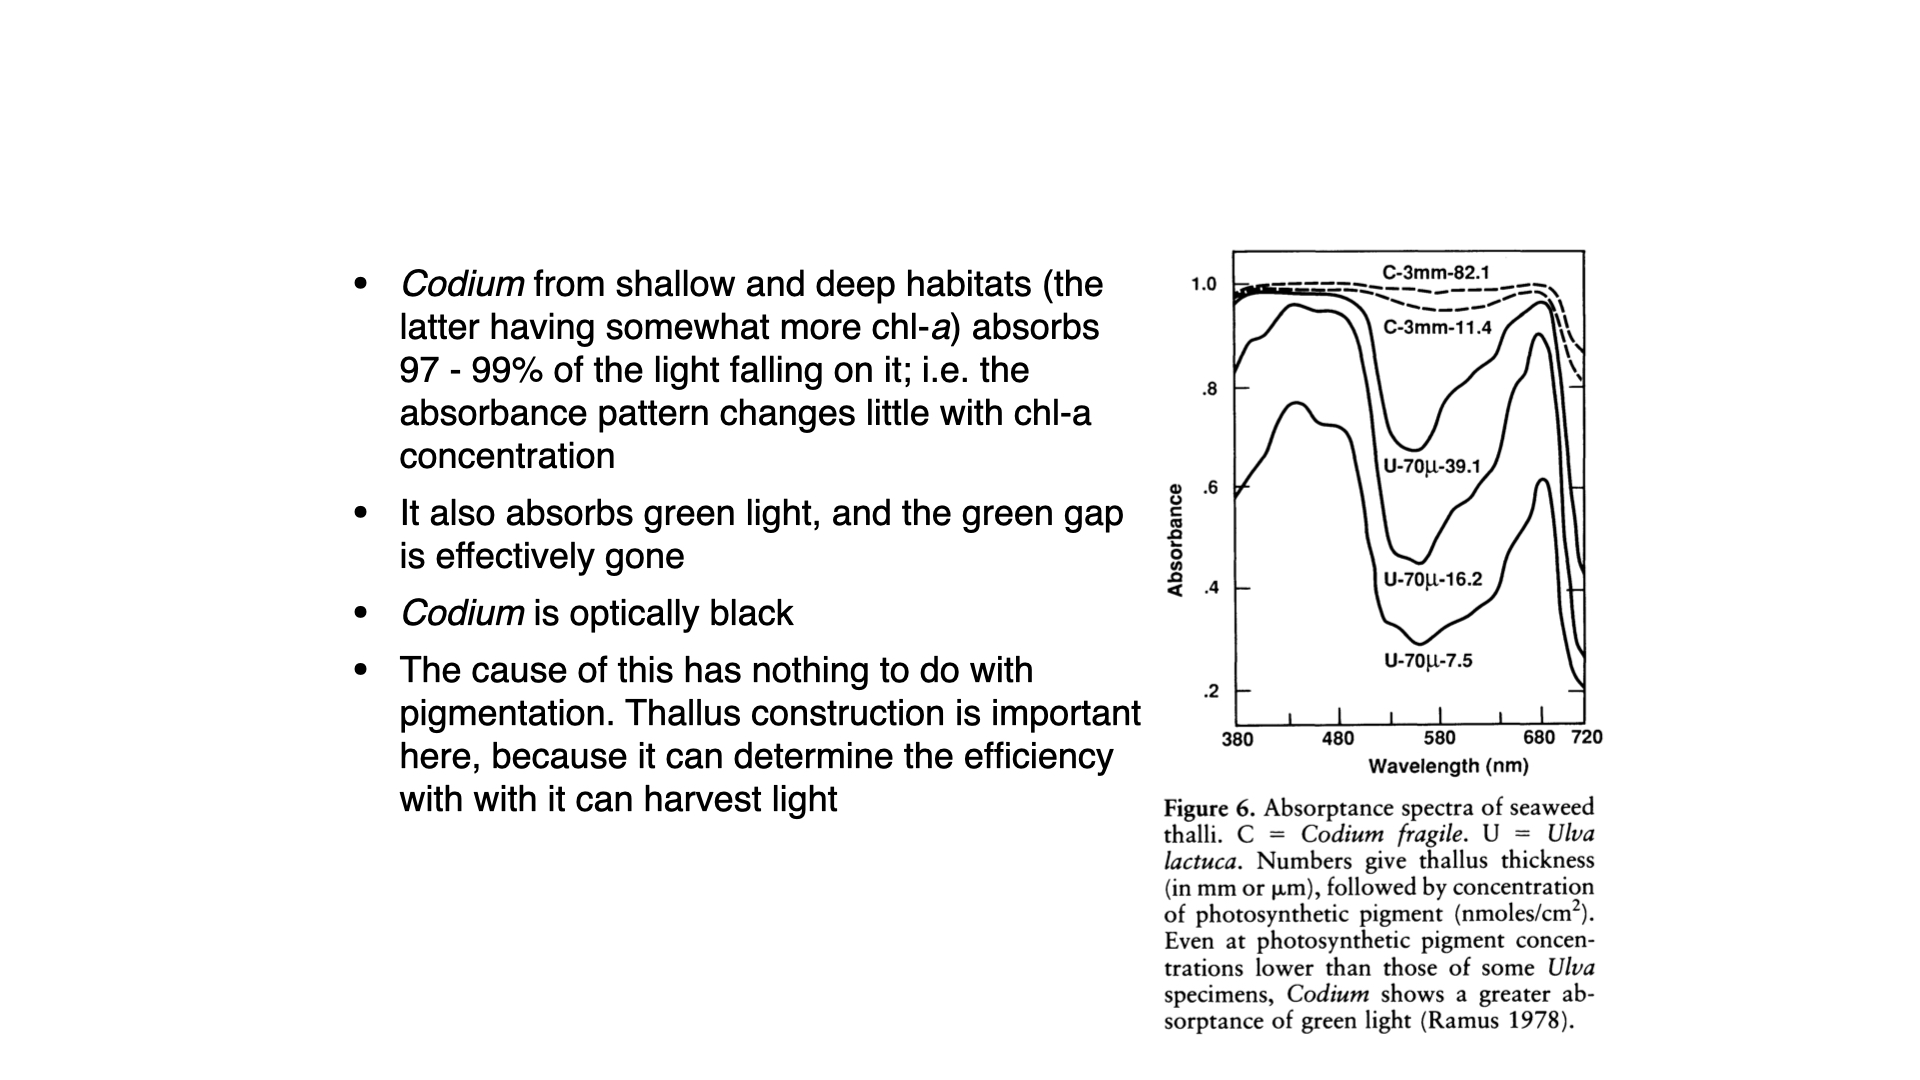 • Codium from shallow and deep habitats (the
latter having somewhat more chl-a) absorbs
97 - 99% of the light falling on it; i.e. the
absorbance pattern changes little with chl-a
concentration
• It also absorbs green light, and the green gap
is effectively gone
• Codium is optically black
• The cause of this has nothing to do with
pigmentation. Thallus construction is important
here, because it can determine the efficiency
with with it can harvest light
C-3mm-82.1
1.0
C-3mm-11.4
.8
U-70μ-39.1
.6
Absorbance
U-70μ-16.2
.4
U-70μ-7.5
.2
380 480 580 680 720
Wavelength (nm)
Figure 6. Absorptance spectra of seaweed
thalli. C = Codium fragile. U = Ulva
lactuca. Numbers give thallus thickness
(in mm or μm), followed by concentration
of photosynthetic pigment (nmoles/cm²).
Even at photosynthetic pigment concen-
trations lower than those of some Ulva
specimens, Codium shows a greater ab-
sorptance of green light (Ramus 1978).